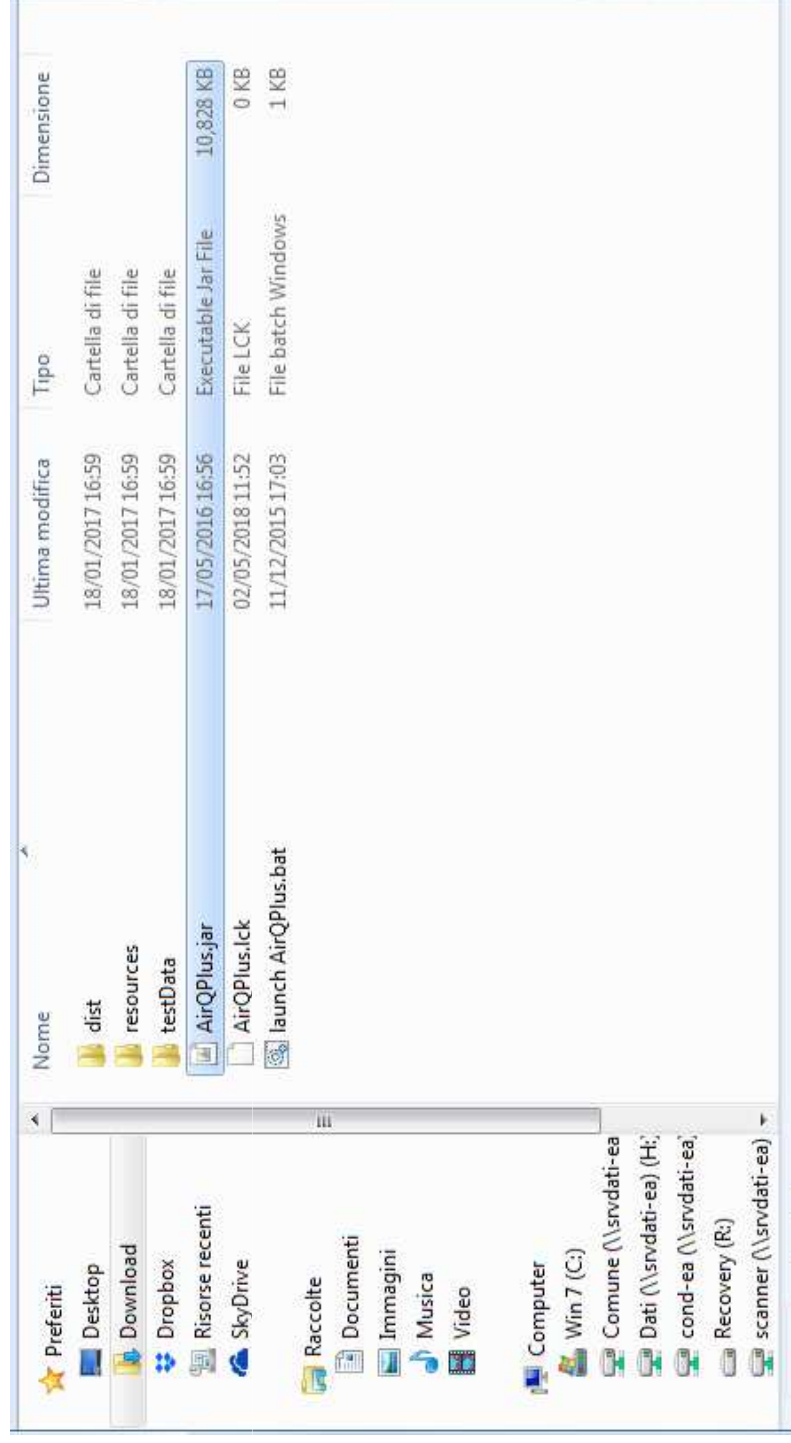 Preferiti
Desktop
Download
Dropbox
Risorse recenti
SkyDrive
Raccolte
Documenti
Immagini
Musica
Video
Computer
Win 7 (C:)
Comune (\\srvdati-ea
Dati (\\srvdati-ea) (H:)
cond-ea (\\srvdati-ea)
Recovery (R:)
scanner (\\srvdati-ea)
Nome Ultima modifica Tipo Dimensione
dist 18/01/2017 16:59 Cartella di file
resources 18/01/2017 16:59 Cartella di file
testData 18/01/2017 16:59 Cartella di file
AirQPlus.jar 17/05/2016 16:56 Executable Jar File 10,828 KB
AirQPlus.lck 02/05/2018 11:52 File LCK 0 KB
launch AirQPlus.bat 11/12/2015 17:03 File batch Windows 1 KB